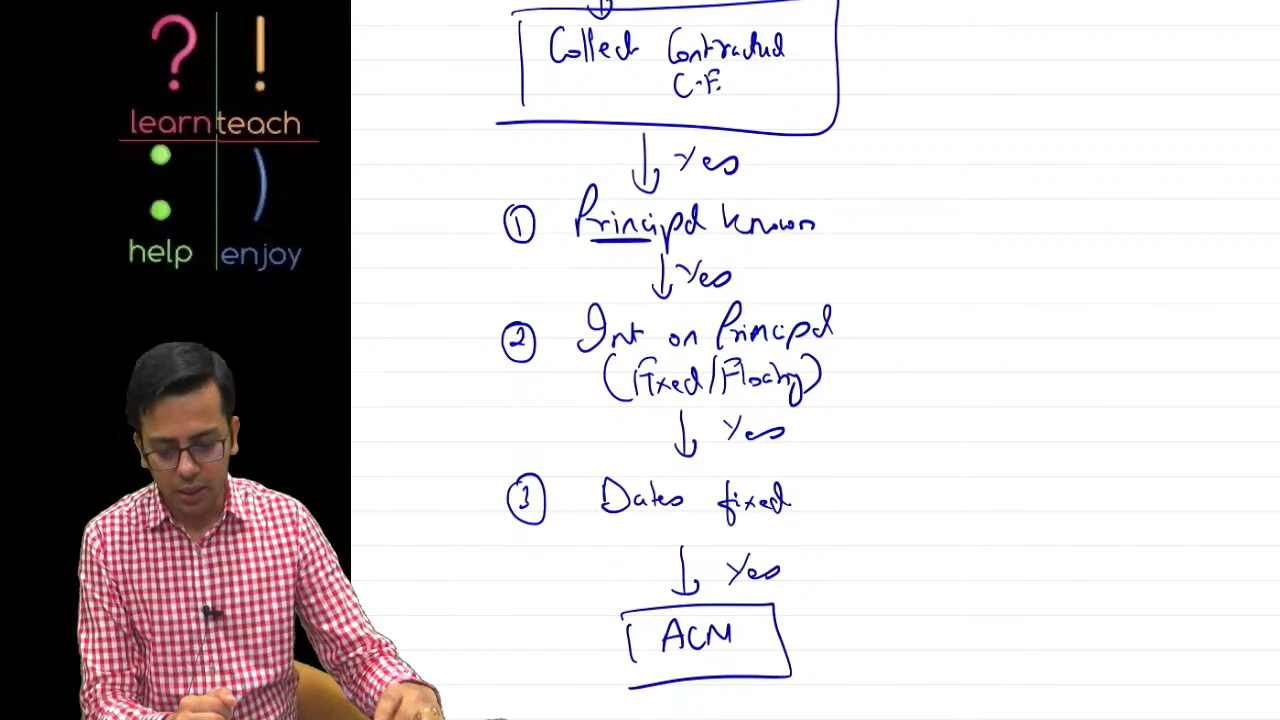 ? !
learn teach
: )
help enjoy
Collect Contracted
C.F.
Yes
① Principal known
Yes
② Int on Principal
(Fixed/Floating)
Yes
③ Dates fixed
Yes
ACM